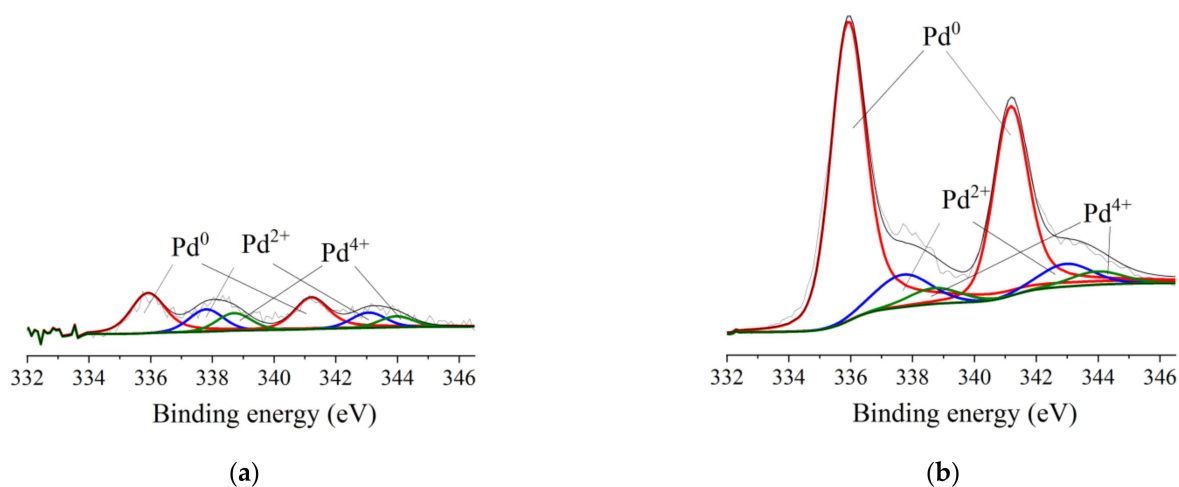 Pd⁰ Pd²⁺ Pd⁴⁺
332 334 336 338 340 342 344 346
Binding energy (eV)
(a)
Pd⁰
Pd²⁺ Pd⁴⁺
332 334 336 338 340 342 344 346
Binding energy (eV)
(b)